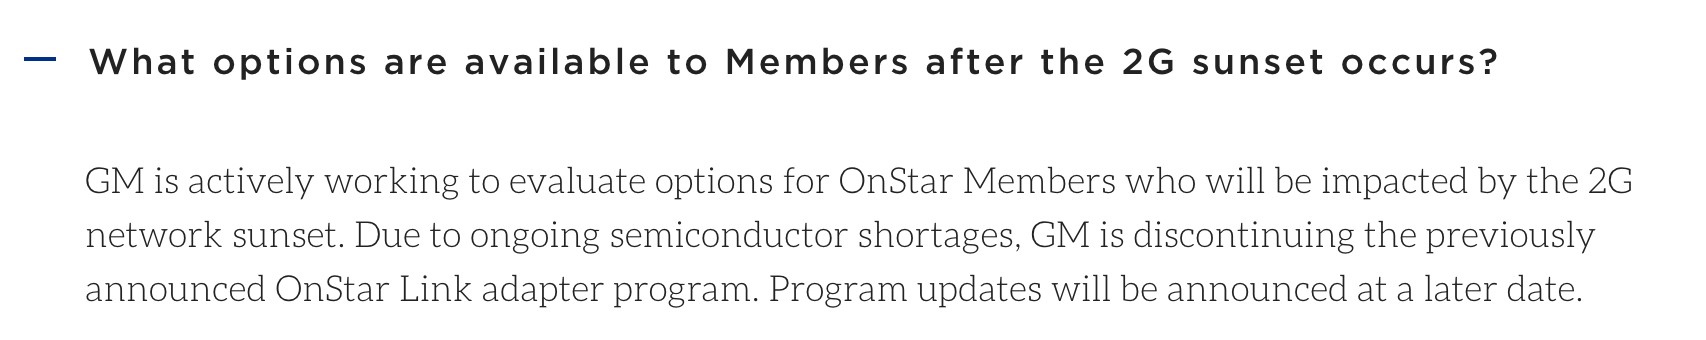 What options are available to Members after the 2G sunset occurs?
GM is actively working to evaluate options for OnStar Members who will be impacted by the 2G
network sunset. Due to ongoing semiconductor shortages, GM is discontinuing the previously
announced OnStar Link adapter program. Program updates will be announced at a later date.